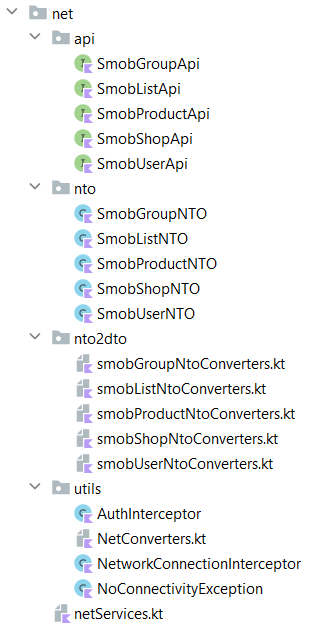 net
api
SmobGroupApi
SmobListApi
SmobProductApi
SmobShopApi
SmobUserApi
nto
SmobGroupNTO
SmobListNTO
SmobProductNTO
SmobShopNTO
SmobUserNTO
nto2dto
smobGroupNtoConverters.kt
smobListNtoConverters.kt
smobProductNtoConverters.kt
smobShopNtoConverters.kt
smobUserNtoConverters.kt
utils
AuthInterceptor
NetConverters.kt
NetworkConnectionInterceptor
NoConnectivityException
netServices.kt